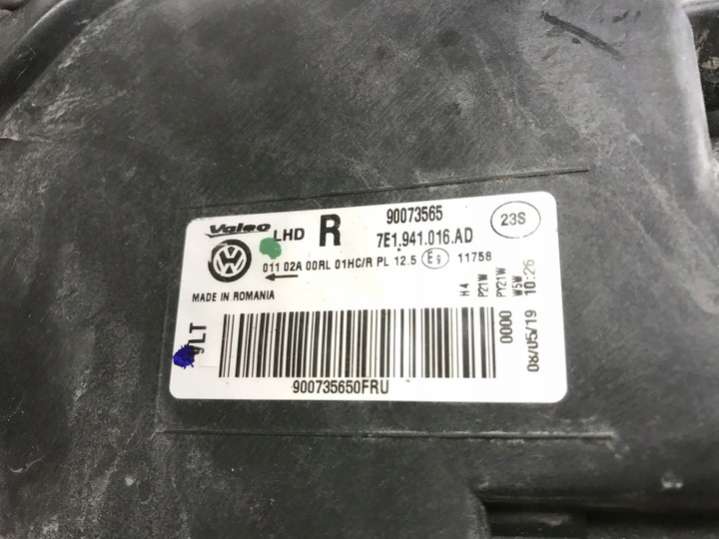 Valeo LHD R 90073565 23S
7E1.941.016.AD
011 02A 00RL 01HC/R PL 12.5 E9 11758
MADE IN ROMANIA
H4
P21W
PY21W
W5W
0000
08/05/19 10:26
900735650FRU